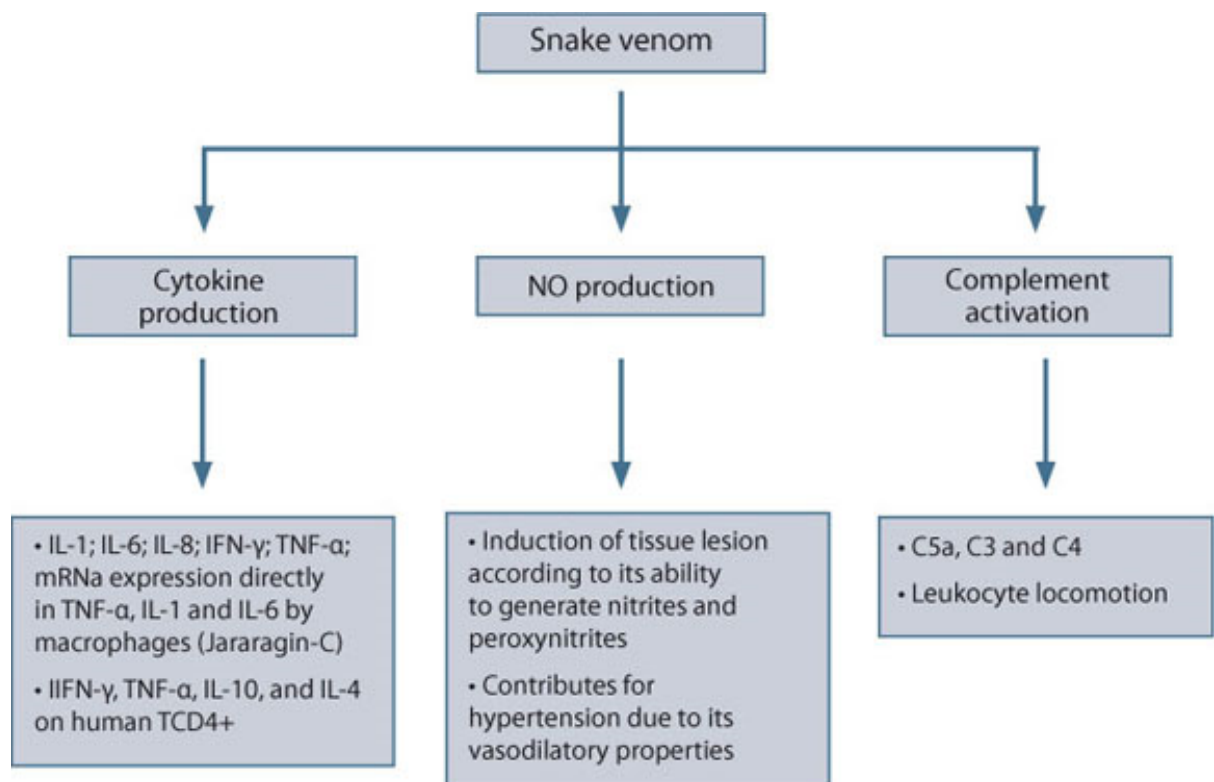 Snake venom
Cytokine
production
NO production
Complement
activation
• IL-1; IL-6; IL-8; IFN-γ; TNF-α;
mRNa expression directly
in TNF-α, IL-1 and IL-6 by
macrophages (Jararagin-C)
• IIFN-γ, TNF-α, IL-10, and IL-4
on human TCD4+
• Induction of tissue lesion
according to its ability
to generate nitrites and
peroxynitrites
• Contributes for
hypertension due to its
vasodilatory properties
• C5a, C3 and C4
• Leukocyte locomotion